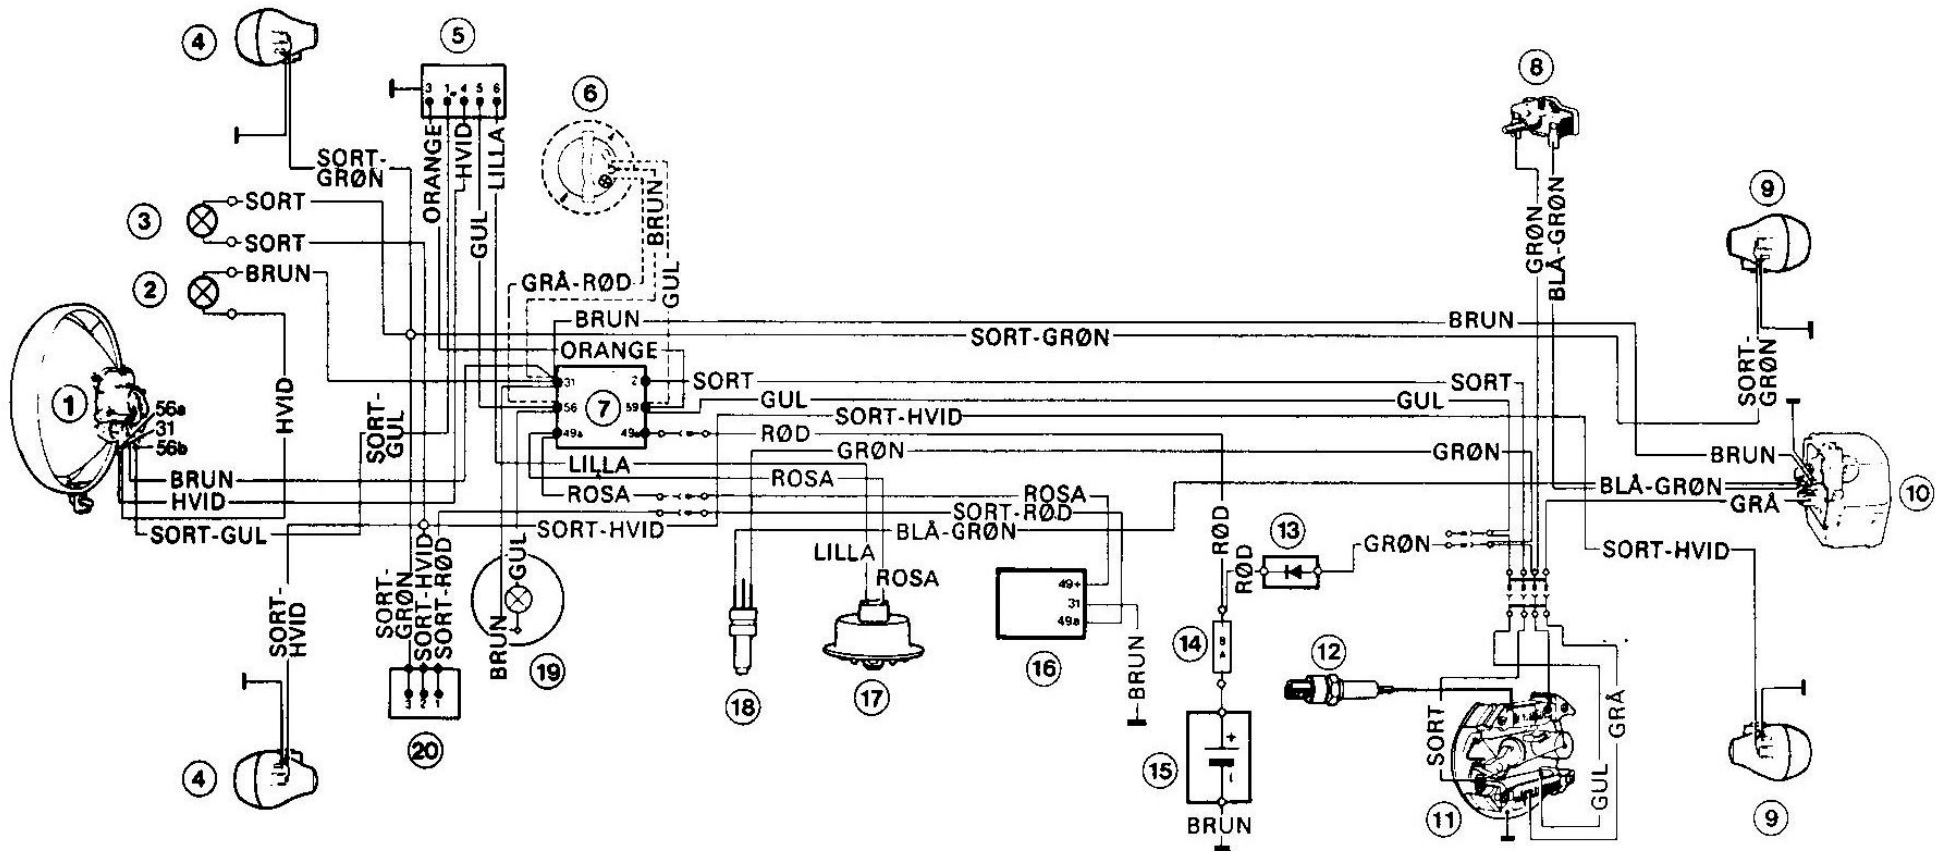 4
5
3 1 4 5 6
6
8
9
ORANGE
HVID
LILLA
SORT-
GRØN
3
SORT
SORT
GUL
BRUN
GRØN
BLÅ-GRØN
2
BRUN
GRÅ-RØD
GUL
BRUN
BRUN
SORT-GRØN
ORANGE
SORT-
GRØN
1
56a
31
56b
HVID
SORT-
GUL
31 2
56 7 59
49a 49a
SORT
SORT
GUL
GUL
SORT-HVID
RØD
GRØN
GRØN
BRUN
LILLA
ROSA
BRUN
HVID
ROSA
ROSA
BLÅ-GRØN
10
GRÅ
SORT-RØD
SORT-GUL
SORT-HVID
BLÅ-GRØN
RØD
13
GRØN
SORT-HVID
LILLA
ROSA
GUL
RØD
SORT-
HVID
SORT-
GRØN
SORT-HVID
SORT-RØD
BRUN
49+
31
49a
BRUN
14
B
A
12
19
18
17
16
3 2 1
20
4
15
+
-
BRUN
SORT
GUL
GRÅ
11
9